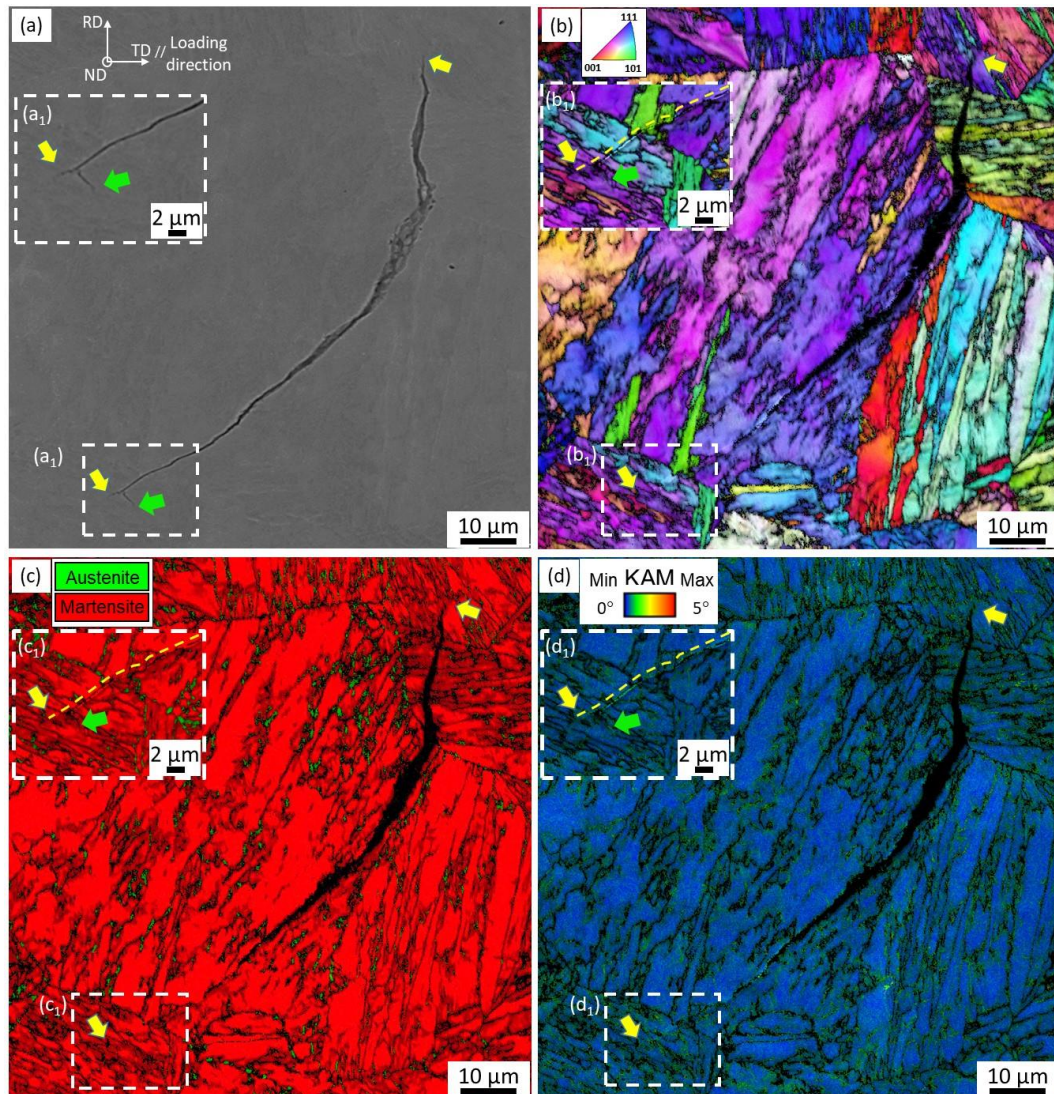 (a)
RD
TD // Loading
direction
ND
(a₁)
2 μm
(a₁)
10 μm
(b)
111
001
101
(b₁)
2 μm
(b₁)
10 μm
(c)
Austenite
Martensite
(c₁)
2 μm
(c₁)
10 μm
(d)
Min KAM Max
0° 5°
(d₁)
2 μm
(d₁)
10 μm